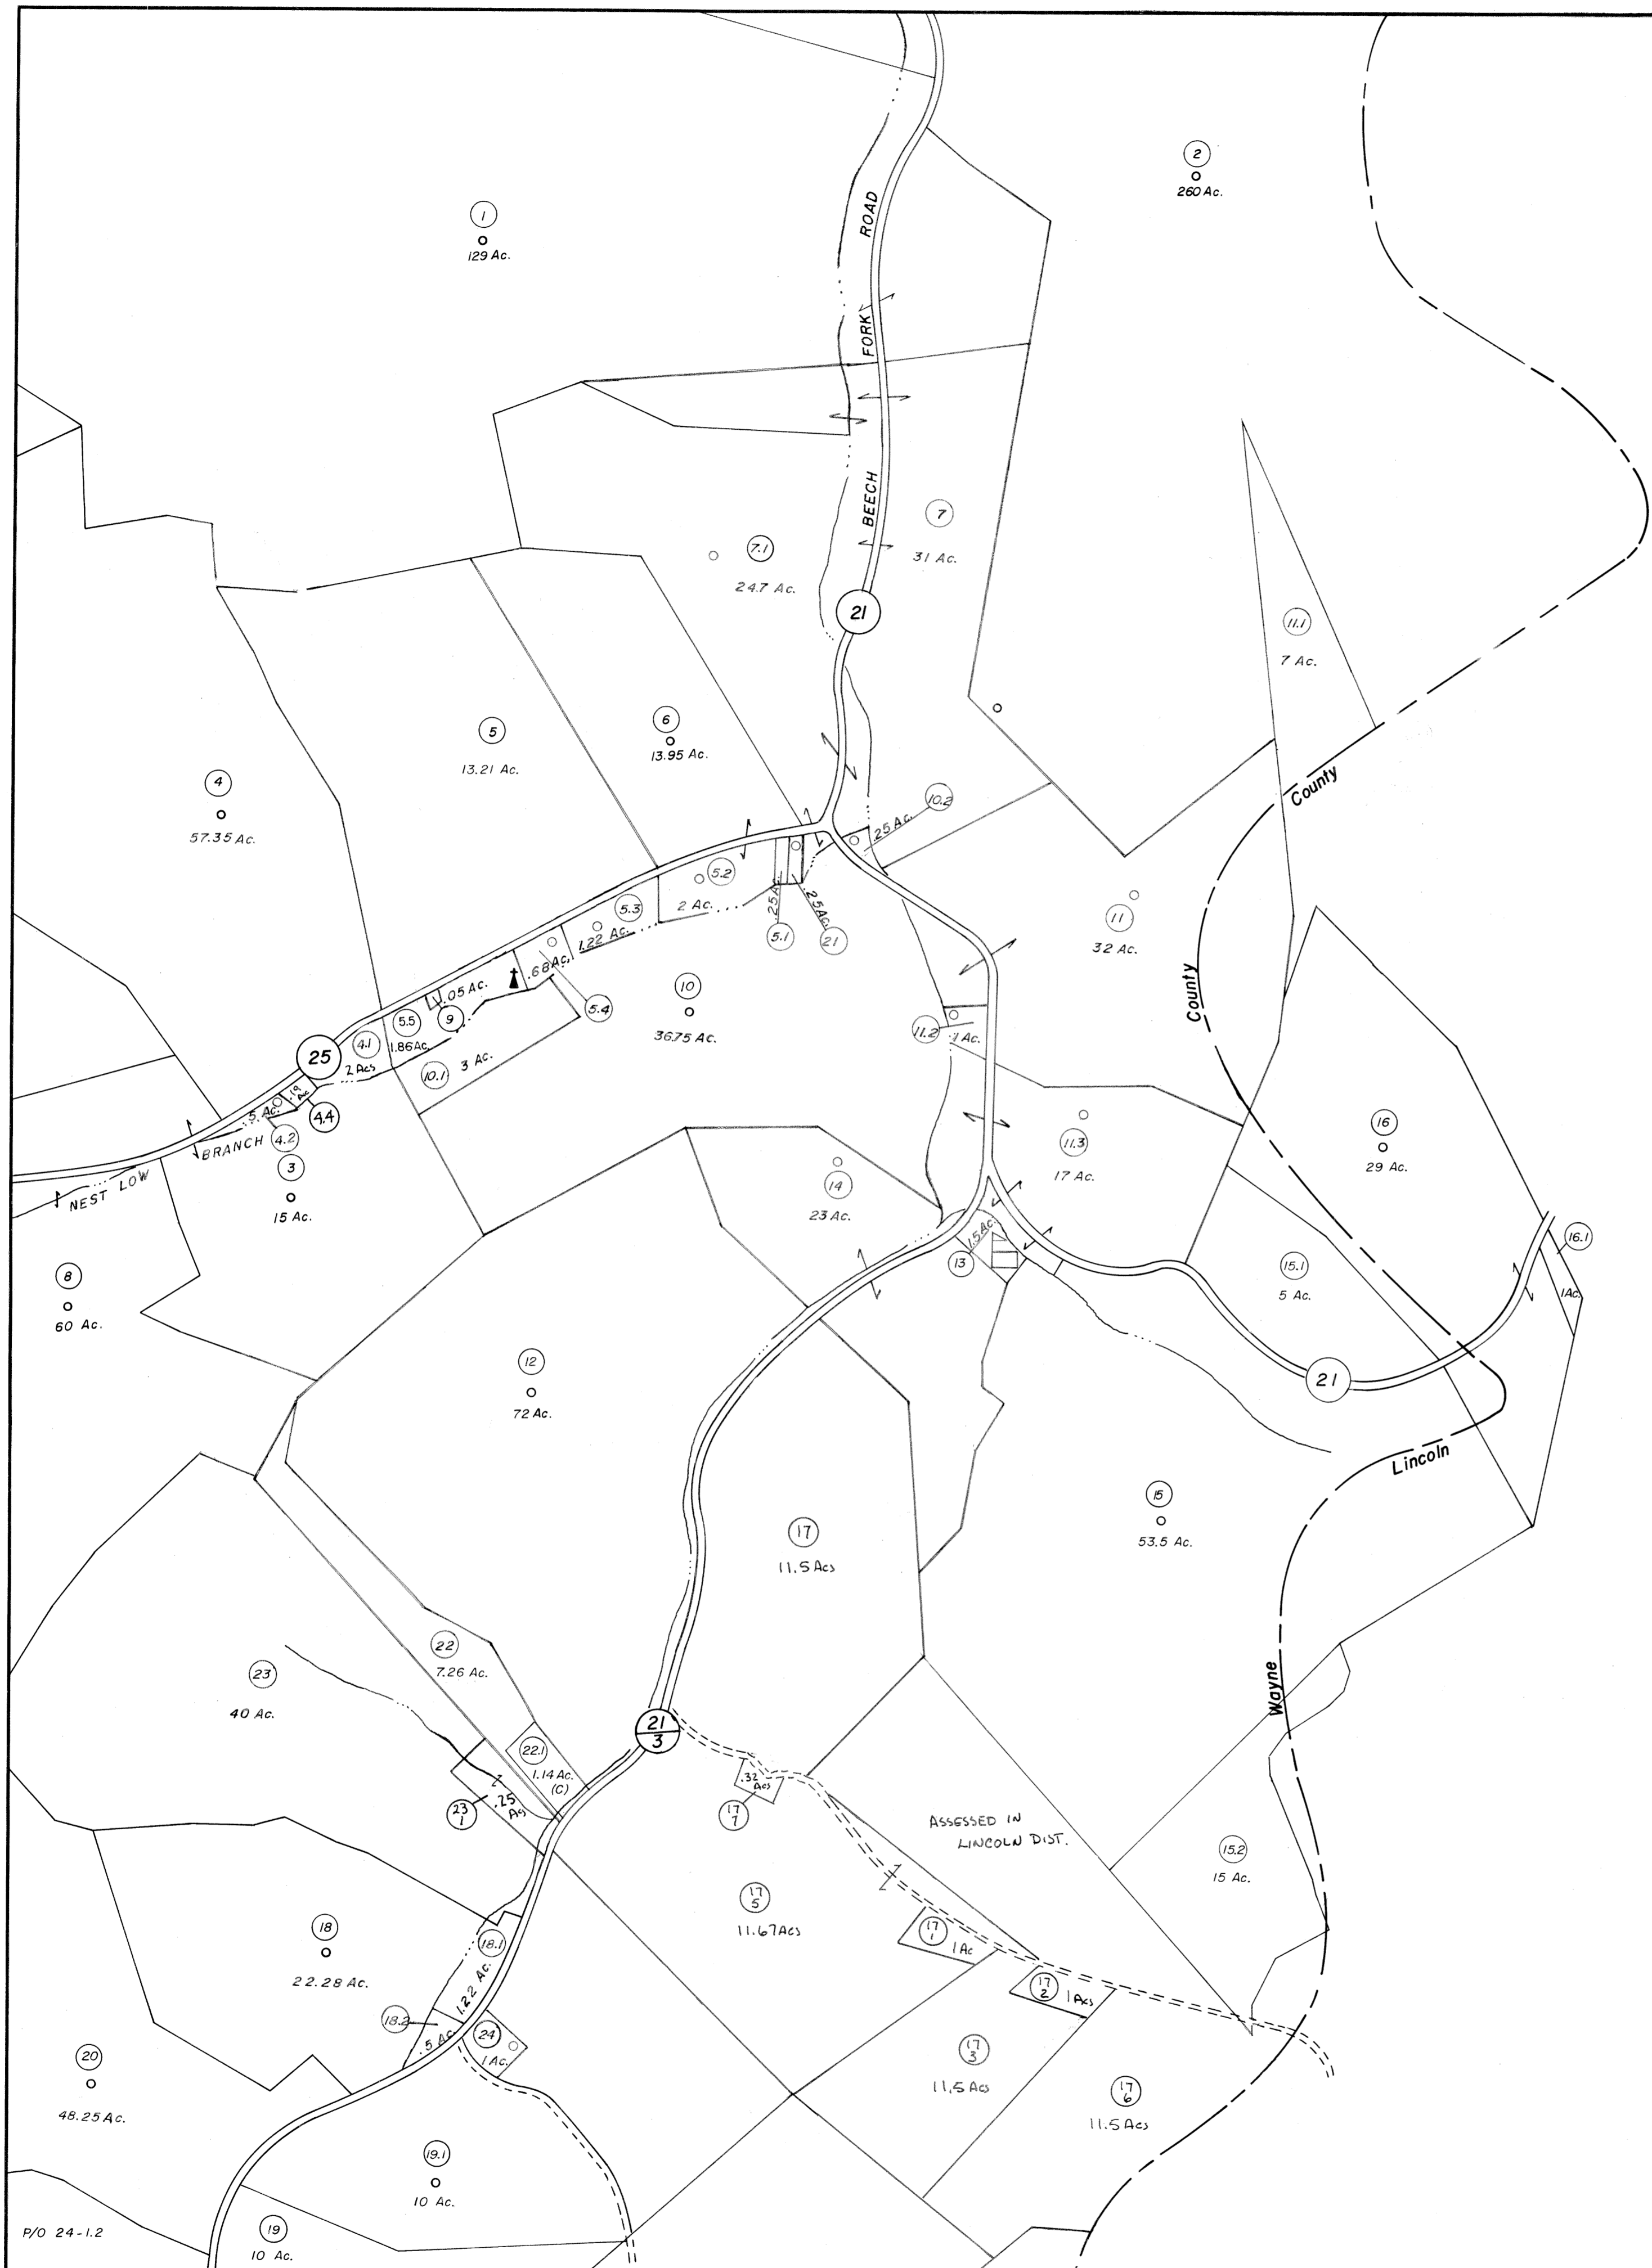 2
260 Ac.
1
129 Ac.
BEECH FORK ROAD
7
31 Ac.
7.1
24.7 Ac.
21
11.1
7 Ac.
6
13.95 Ac.
5
13.21 Ac.
4
57.35 Ac.
County
County
10.2
.25 Ac.
5.2
2 Ac.
5.3
1.22 Ac.
.25 Ac.
.25 Ac.
5.1
21
11
32 Ac.
.68 Ac.
5.4
.05 Ac.
9
5.5
1.86 Ac.
10
36.75 Ac.
11.2
1 Ac.
25
4.1
2 Acs
10.1
3 Ac.
.19 Ac
4.4
.5 Ac.
4.2
NEST LOW BRANCH
3
15 Ac.
11.3
17 Ac.
16
29 Ac.
14
23 Ac.
1.5 Ac.
13
16.1
1 Ac.
15.1
5 Ac.
8
60 Ac.
12
72 Ac.
21
Lincoln
15
53.5 Ac.
17
11.5 Acs
22
7.26 Ac.
23
40 Ac.
Wayne
21
3
22.1
1.14 Ac.
(C)
.32
Acs
17
7
.25
23
1
ASSESSED IN
LINCOLN DIST.
15.2
15 Ac.
17
5
11.67 Acs
17
1
1 Ac
18
22.28 Ac.
18.1
1.22 Ac.
17
2
1 Acs
18.2
.5 Ac.
24
1 Ac.
17
3
11.5 Acs
20
48.25 Ac.
17
6
11.5 Acs
19.1
10 Ac.
P/O 24-1.2
19
10 Ac.